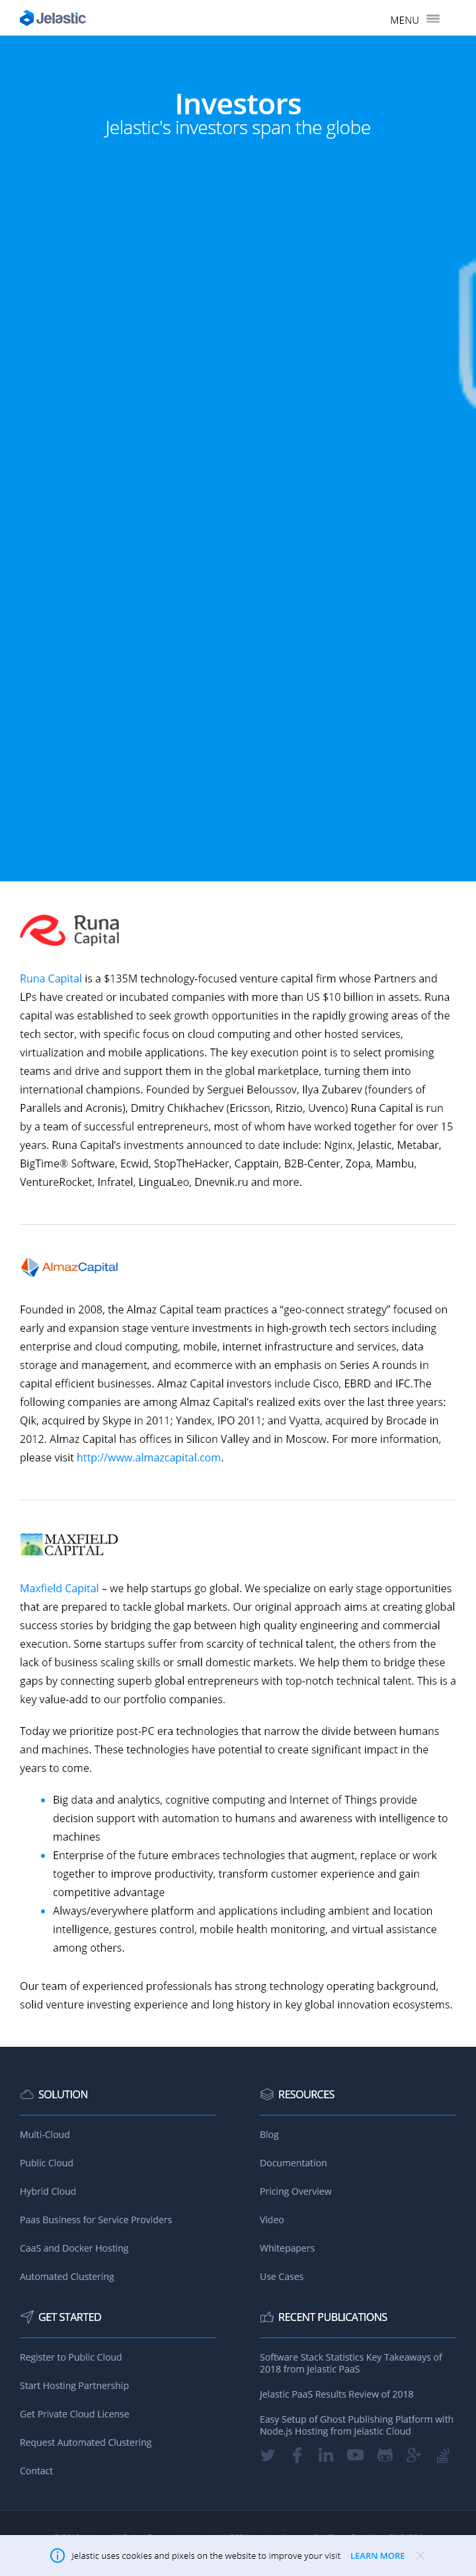 Jelastic
MENU
Investors
Jelastic's investors span the globe
Runa
Capital
Runa Capital is a $135M technology-focused venture capital firm whose Partners and
LPs have created or incubated companies with more than US $10 billion in assets. Runa
capital was established to seek growth opportunities in the rapidly growing areas of the
tech sector, with specific focus on cloud computing and other hosted services,
virtualization and mobile applications. The key execution point is to select promising
teams and drive and support them in the global marketplace, turning them into
international champions. Founded by Serguei Beloussov, Ilya Zubarev (founders of
Parallels and Acronis), Dmitry Chikhachev (Ericsson, Ritzio, Uvenco) Runa Capital is run
by a team of successful entrepreneurs, most of whom have worked together for over 15
years. Runa Capital’s investments announced to date include: Nginx, Jelastic, Metabar,
BigTime® Software, Ecwid, StopTheHacker, Capptain, B2B-Center, Zopa, Mambu,
VentureRocket, Infratel, LinguaLeo, Dnevnik.ru and more.
AlmazCapital
Founded in 2008, the Almaz Capital team practices a “geo-connect strategy” focused on
early and expansion stage venture investments in high-growth tech sectors including
enterprise and cloud computing, mobile, internet infrastructure and services, data
storage and management, and ecommerce with an emphasis on Series A rounds in
capital efficient businesses. Almaz Capital investors include Cisco, EBRD and IFC.The
following companies are among Almaz Capital’s realized exits over the last three years:
Qik, acquired by Skype in 2011; Yandex, IPO 2011; and Vyatta, acquired by Brocade in
2012. Almaz Capital has offices in Silicon Valley and in Moscow. For more information,
please visit http://www.almazcapital.com.
MAXFIELD
CAPITAL
Maxfield Capital – we help startups go global. We specialize on early stage opportunities
that are prepared to tackle global markets. Our original approach aims at creating global
success stories by bridging the gap between high quality engineering and commercial
execution. Some startups suffer from scarcity of technical talent, the others from the
lack of business scaling skills or small domestic markets. We help them to bridge these
gaps by connecting superb global entrepreneurs with top-notch technical talent. This is a
key value-add to our portfolio companies.
Today we prioritize post-PC era technologies that narrow the divide between humans
and machines. These technologies have potential to create significant impact in the
years to come.
Big data and analytics, cognitive computing and Internet of Things provide
decision support with automation to humans and awareness with intelligence to
machines
Enterprise of the future embraces technologies that augment, replace or work
together to improve productivity, transform customer experience and gain
competitive advantage
Always/everywhere platform and applications including ambient and location
intelligence, gestures control, mobile health monitoring, and virtual assistance
among others.
Our team of experienced professionals has strong technology operating background,
solid venture investing experience and long history in key global innovation ecosystems.
SOLUTION
Multi-Cloud
Public Cloud
Hybrid Cloud
Paas Business for Service Providers
CaaS and Docker Hosting
Automated Clustering
RESOURCES
Blog
Documentation
Pricing Overview
Video
Whitepapers
Use Cases
GET STARTED
Register to Public Cloud
Start Hosting Partnership
Get Private Cloud License
Request Automated Clustering
Contact
RECENT PUBLICATIONS
Software Stack Statistics Key Takeaways of
2018 from Jelastic PaaS
Jelastic PaaS Results Review of 2018
Easy Setup of Ghost Publishing Platform with
Node.js Hosting from Jelastic Cloud
Jelastic uses cookies and pixels on the website to improve your visit LEARN MORE